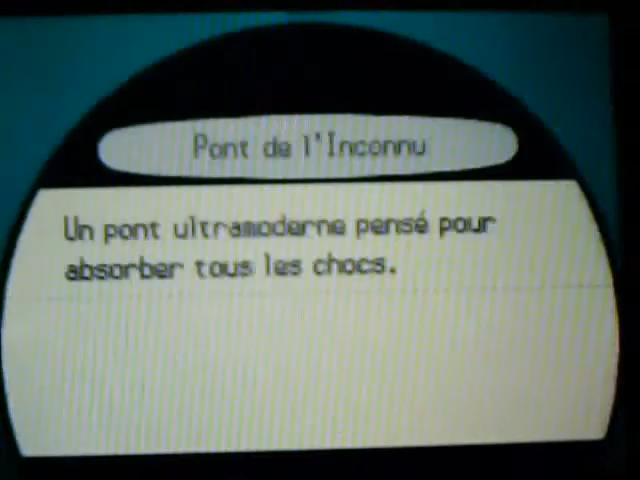 Pont de l'Inconnu
Un pont ultramoderne pensé pour
absorber tous les chocs.